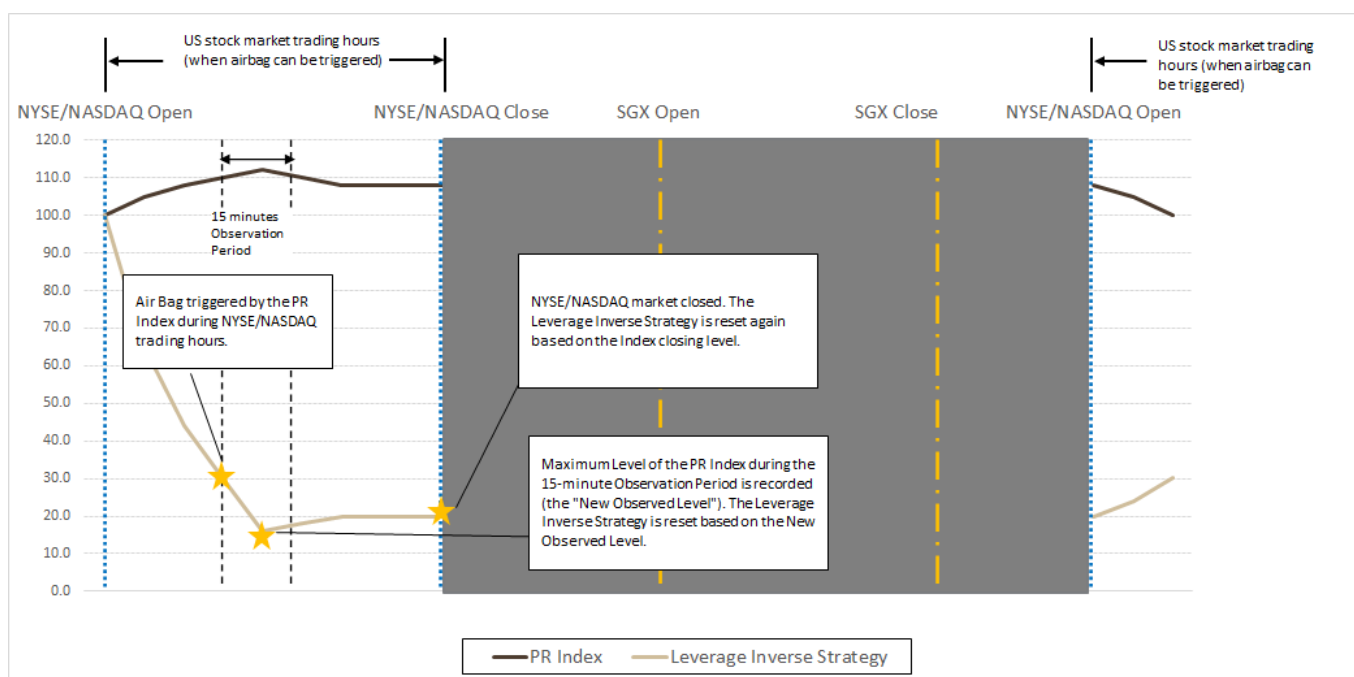 US stock market trading hours
(when airbag can be triggered)
US stock market trading
hours (when airbag can
be triggered)
NYSE/NASDAQ Open
NYSE/NASDAQ Close
SGX Open
SGX Close
NYSE/NASDAQ Open
120.0
110.0
100.0
90.0
80.0
70.0
60.0
50.0
40.0
30.0
20.0
10.0
0.0
15 minutes
Observation
Period
Air Bag triggered by the PR
Index during NYSE/NASDAQ
trading hours.
NYSE/NASDAQ market closed. The
Leverage Inverse Strategy is reset again
based on the Index closing level.
Maximum Level of the PR Index during the
15-minute Observation Period is recorded
(the "New Observed Level"). The Leverage
Inverse Strategy is reset based on the New
Observed Level.
PR Index
Leverage Inverse Strategy